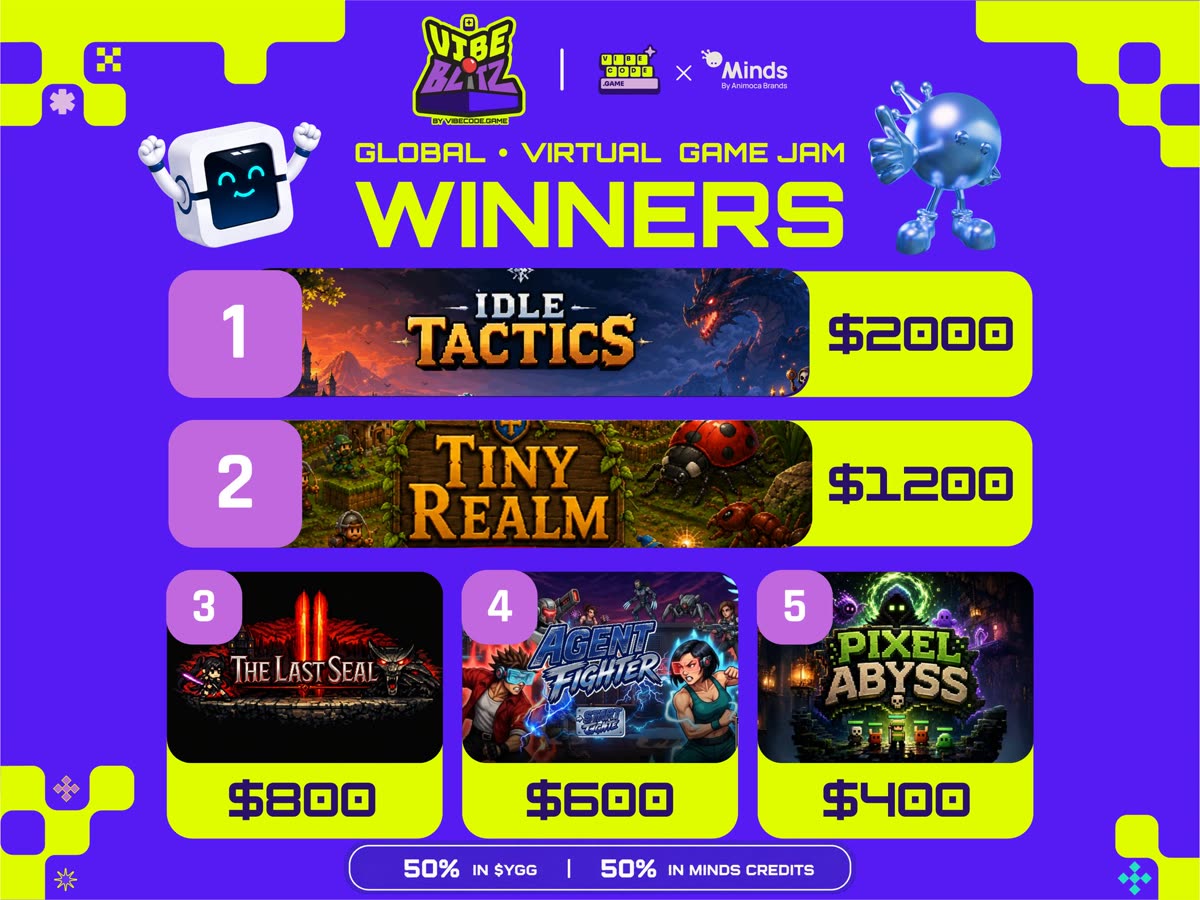 VIBE
BLITZ
BY VIBECODE.GAME
VIBE
CODE
.GAME
Minds
By Animoca Brands
GLOBAL • VIRTUAL GAME JAM
WINNERS
1
IDLE
TACTICS
$2000
2
TINY
REALM
$1200
3
THE LAST SEAL
$800
4
AGENT
FIGHTER
START
FIGHTR
$600
5
PIXEL
ABYSS
$400
50% IN $YGG | 50% IN MINDS CREDITS